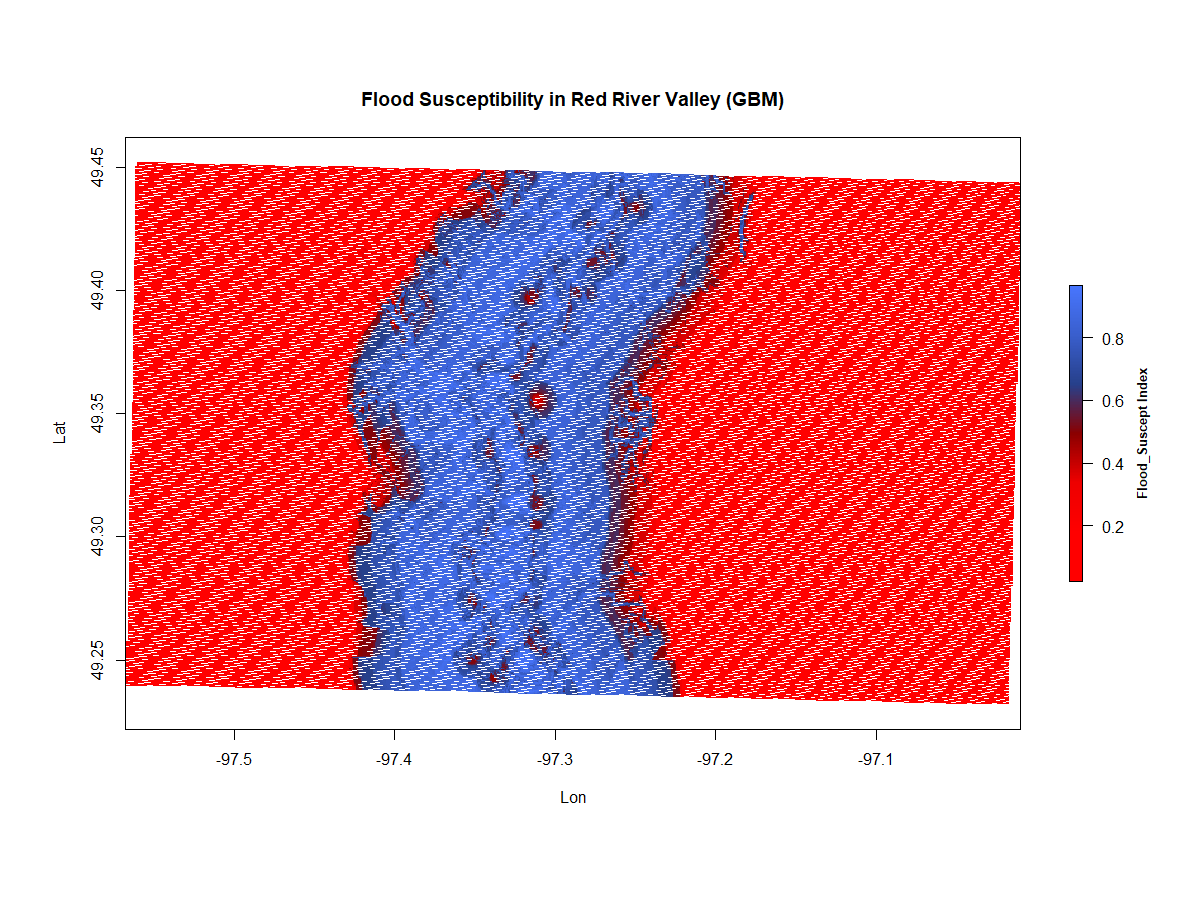 Flood Susceptibility in Red River Valley (GBM)
49.45
49.40
49.35
49.30
49.25
Lat
-97.5 -97.4 -97.3 -97.2 -97.1
Lon
0.8
0.6
0.4
0.2
Flood_ Suscept Index